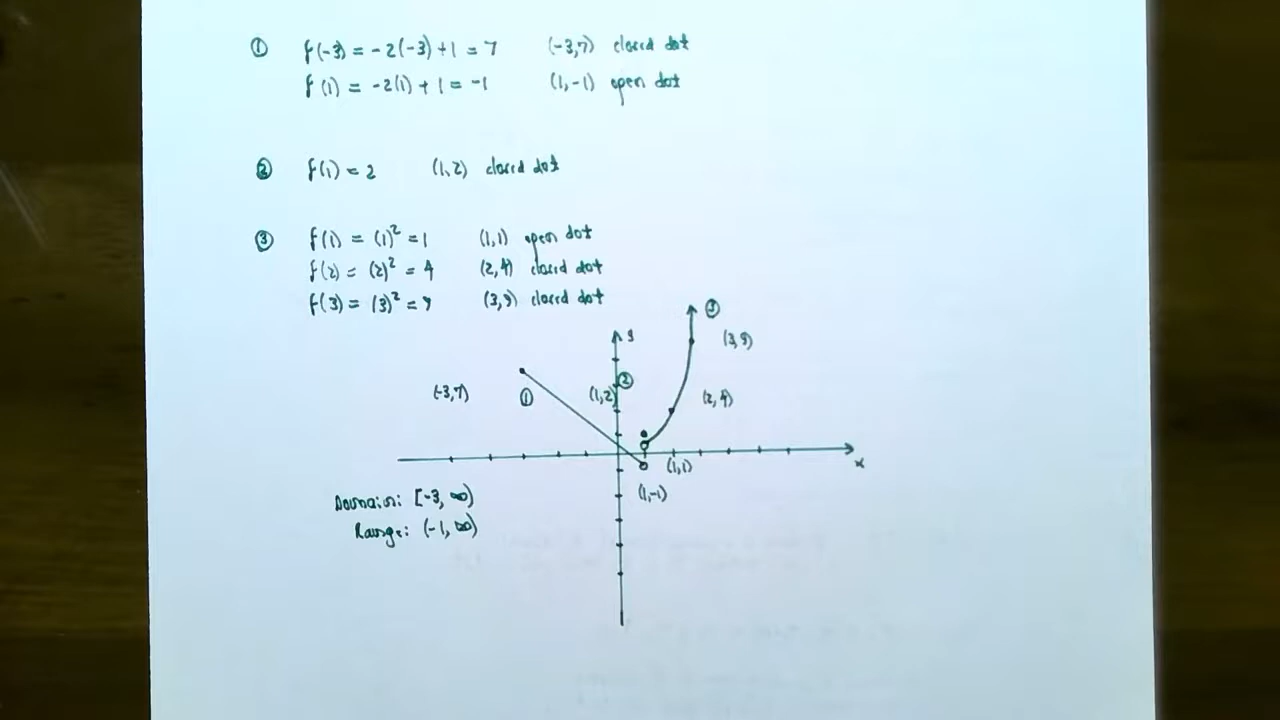 ① f(-3) = -2(-3)+1 = 7 (-3,7) closed dot
f(1) = -2(1) + 1 = -1 (1,-1) open dot
② f(1) = 2 (1,2) closed dot
③ f(1) = (1)² = 1 (1,1) open dot
f(2) = (2)² = 4 (2,4) closed dot
f(3) = (3)² = 9 (3,9) closed dot
③
y
(3,9)
②
(-3,7) ① (1,2) (2,4)
x
(1,1)
(1,-1)
Domain: [-3, ∞)
Range: (-1, ∞)